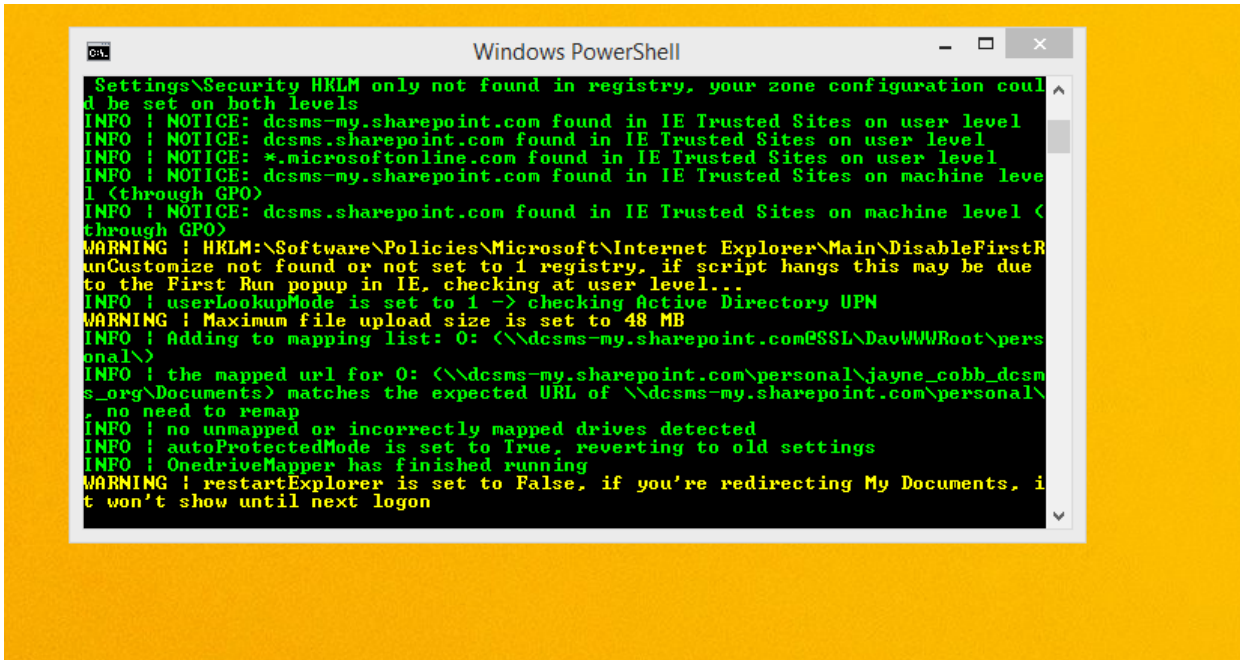 Windows PowerShell
Settings\Security HKLM only not found in registry, your zone configuration coul
d be set on both levels
INFO | NOTICE: dcsms-my.sharepoint.com found in IE Trusted Sites on user level
INFO | NOTICE: dcsms.sharepoint.com found in IE Trusted Sites on user level
INFO | NOTICE: *.microsoftonline.com found in IE Trusted Sites on user level
INFO | NOTICE: dcsms-my.sharepoint.com found in IE Trusted Sites on machine leve
l (through GPO)
INFO | NOTICE: dcsms.sharepoint.com found in IE Trusted Sites on machine level (
through GPO)
WARNING | HKLM:\Software\Policies\Microsoft\Internet Explorer\Main\DisableFirstR
unCustomize not found or not set to 1 registry, if script hangs this may be due
to the First Run popup in IE, checking at user level...
INFO | userLookupMode is set to 1 -> checking Active Directory UPN
WARNING | Maximum file upload size is set to 48 MB
INFO | Adding to mapping list: O: (\\dcsms-my.sharepoint.com@SSL\DavWWWRoot\pers
onal\)
INFO | the mapped url for O: (\\dcsms-my.sharepoint.com\personal\jayne_cobb_dcsm
s_org\Documents) matches the expected URL of \\dcsms-my.sharepoint.com\personal\
, no need to remap
INFO | no unmapped or incorrectly mapped drives detected
INFO | autoProtectedMode is set to True, reverting to old settings
INFO | OnedriveMapper has finished running
WARNING | restartExplorer is set to False, if you're redirecting My Documents, i
t won't show until next logon